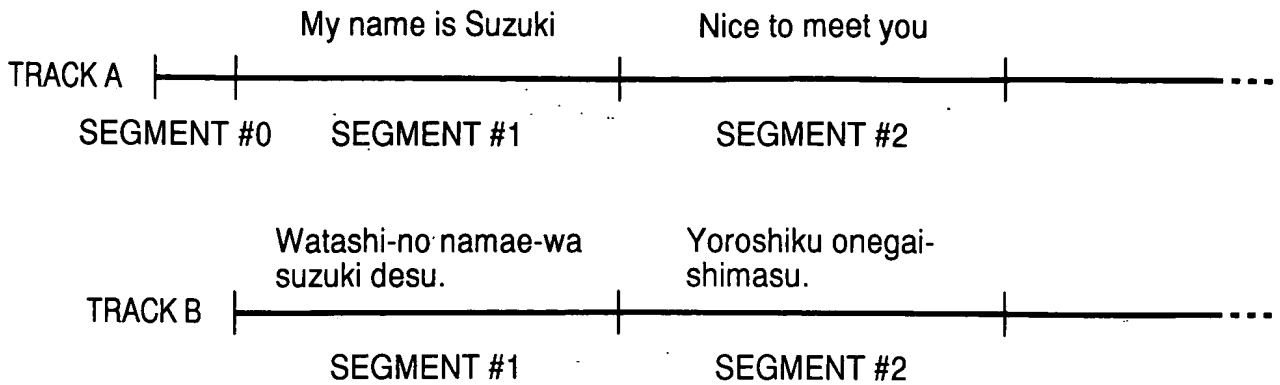 My name is Suzuki Nice to meet you
TRACK A
SEGMENT #0 SEGMENT #1 SEGMENT #2
Watashi-no namae-wa
suzuki desu.
Yoroshiku onegai-
shimasu.
TRACK B
SEGMENT #1 SEGMENT #2